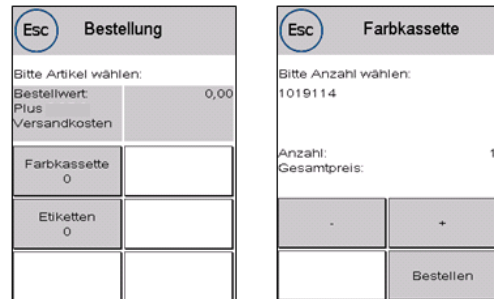 Esc Bestellung
Bitte Artikel wählen:
Bestellwert: 0,00
Plus
Versandkosten
Farbkassette
0
Etiketten
0
Esc Farbkassette
Bitte Anzahl wählen:
1019114
Anzahl: 1
Gesamtpreis:
- +
Bestellen